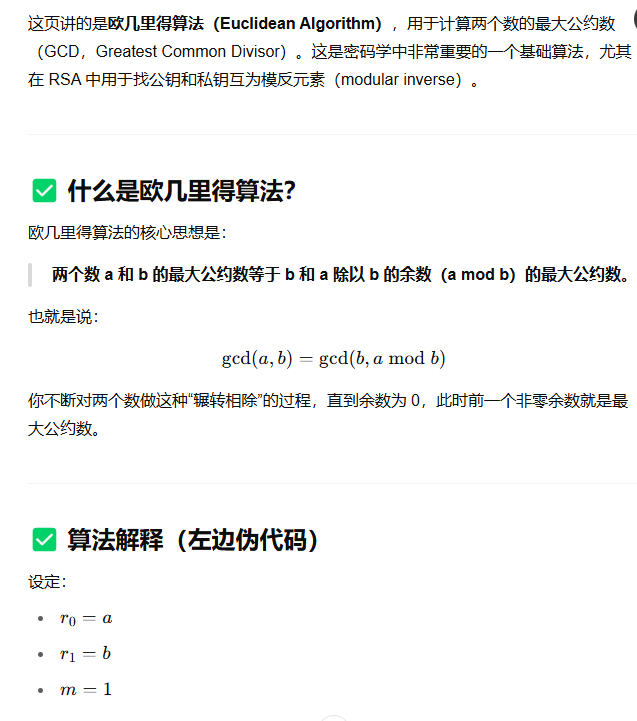 这页讲的是欧几里得算法（Euclidean Algorithm），用于计算两个数的最大公约数
（GCD，Greatest Common Divisor）。这是密码学中非常重要的一个基础算法，尤其
在 RSA 中用于找公钥和私钥互为模反元素（modular inverse）。
什么是欧几里得算法？
欧几里得算法的核心思想是：
两个数 a 和 b 的最大公约数等于 b 和 a 除以 b 的余数（a mod b）的最大公约数。
也就是说：
gcd(a, b) = gcd(b, a mod b)
你不断对两个数做这种“辗转相除”的过程，直到余数为 0，此时前一个非零余数就是最
大公约数。
算法解释（左边伪代码）
设定：
• r₀ = a
• r₁ = b
• m = 1